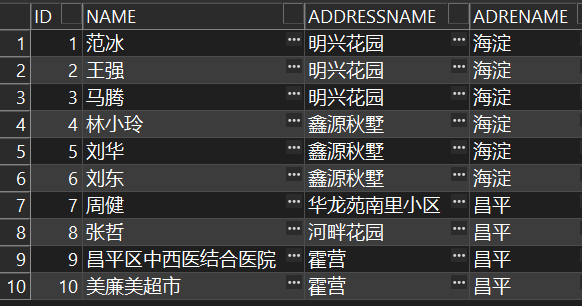 ID NAME ADDRESSNAME ADRENAME
1 1 范冰 ... 明兴花园 ... 海淀
2 2 王强 ... 明兴花园 ... 海淀
3 3 马腾 ... 明兴花园 ... 海淀
4 4 林小玲 ... 鑫源秋墅 ... 海淀
5 5 刘华 ... 鑫源秋墅 ... 海淀
6 6 刘东 ... 鑫源秋墅 ... 海淀
7 7 周健 ... 华龙苑南里小区 ... 昌平
8 8 张哲 ... 河畔花园 ... 昌平
9 9 昌平区中西医结合医院 ... 霍营 ... 昌平
10 10 美廉美超市 ... 霍营 ... 昌平